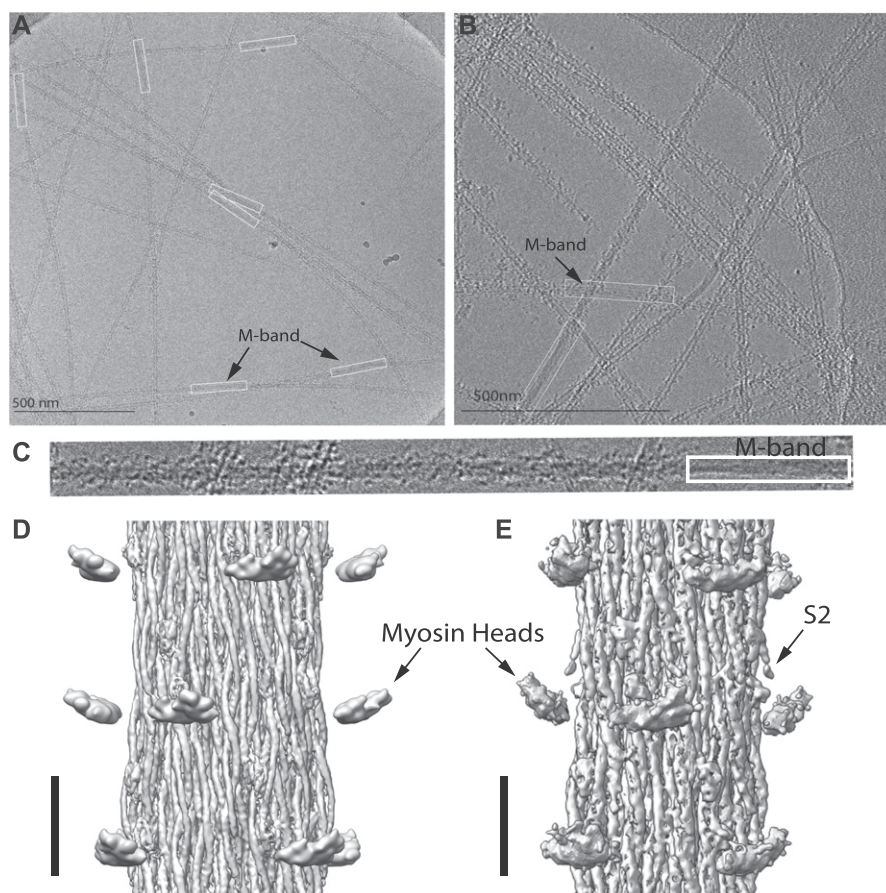 A
B
M-band
M-band
500 nm
500nm
C
M-band
D
E
Myosin Heads
S2